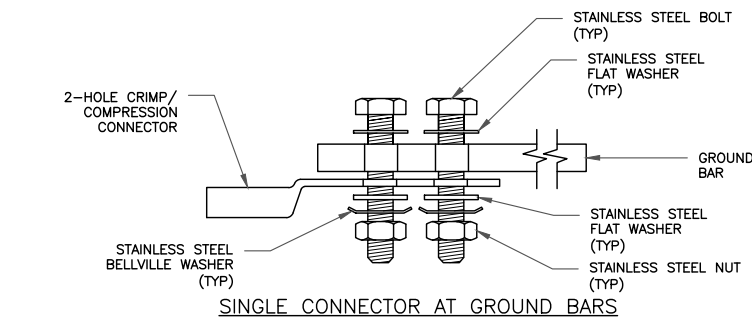 STAINLESS STEEL BOLT
(TYP)
STAINLESS STEEL
FLAT WASHER
(TYP)
2-HOLE CRIMP/
COMPRESSION
CONNECTOR
GROUND
BAR
STAINLESS STEEL
FLAT WASHER
(TYP)
STAINLESS STEEL
BELLVILLE WASHER
(TYP)
STAINLESS STEEL NUT
(TYP)
SINGLE CONNECTOR AT GROUND BARS